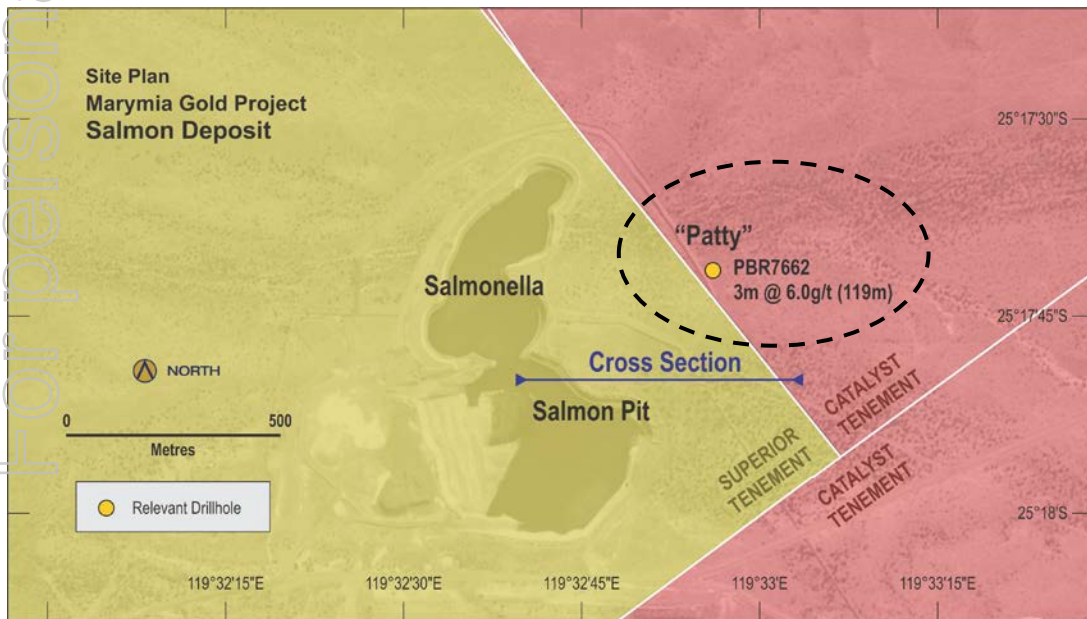 For person
Site Plan
Marymia Gold Project
Salmon Deposit
25°17'30"S
“Patty”
PBR7662
3m @ 6.0g/t (119m)
Salmonella
25°17'45"S
Cross Section
NORTH
Salmon Pit
0 500
Metres
CATALYST
TENEMENT
SUPERIOR
TENEMENT
CATALYST
TENEMENT
Relevant Drillhole
25°18'S
119°32'15"E 119°32'30"E 119°32'45"E 119°33'E 119°33'15"E